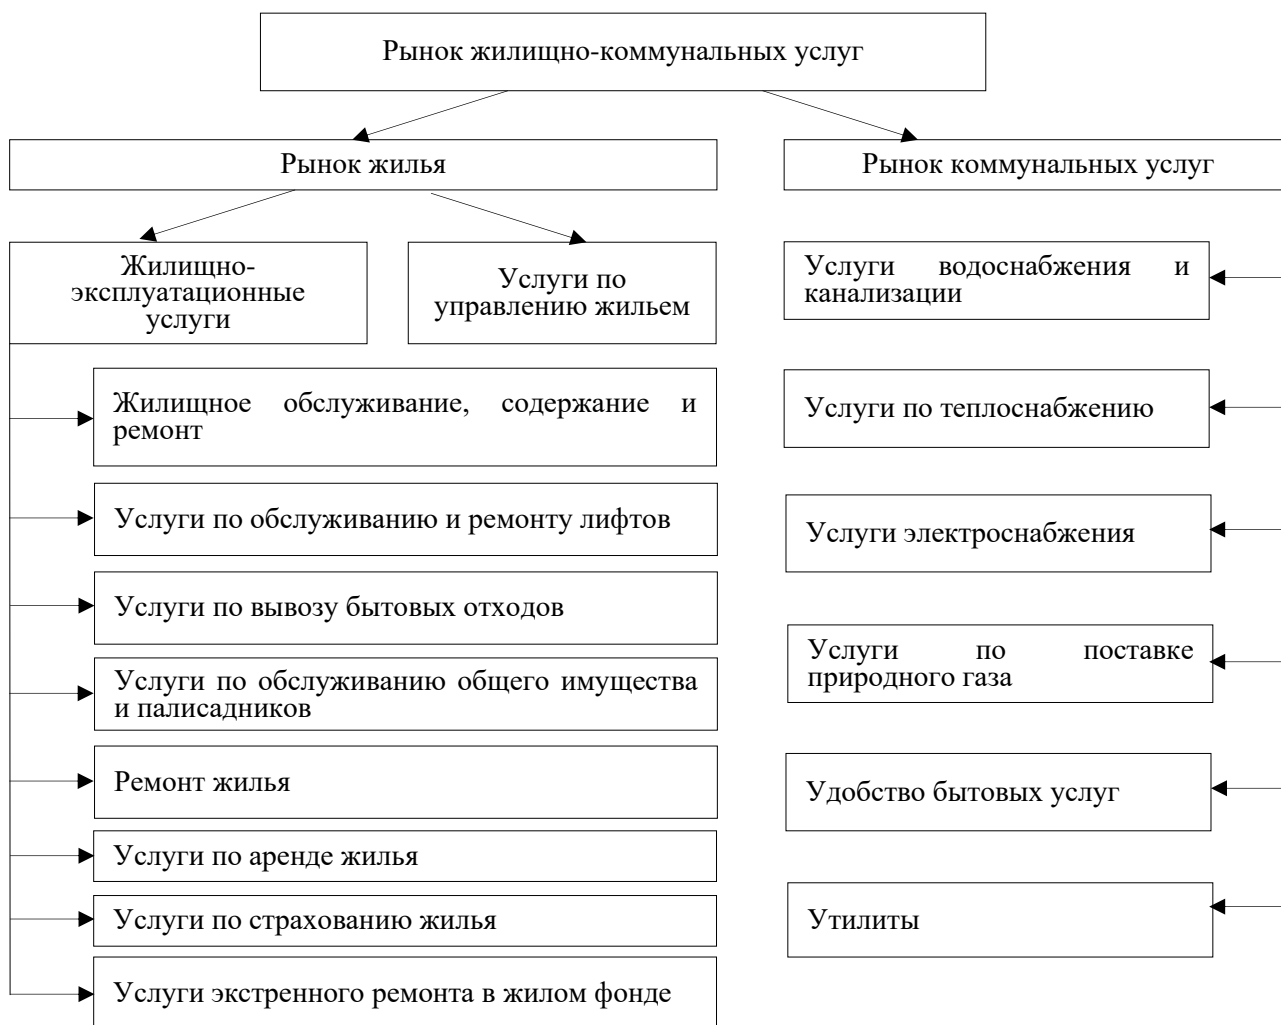 Рынок жилищно-коммунальных услуг
Рынок жилья
Рынок коммунальных услуг
Жилищно-
эксплуатационные
услуги
Услуги по
управлению жильем
Жилищное обслуживание, содержание и
ремонт
Услуги по обслуживанию и ремонту лифтов
Услуги по вывозу бытовых отходов
Услуги по обслуживанию общего имущества
и палисадников
Ремонт жилья
Услуги по аренде жилья
Услуги по страхованию жилья
Услуги экстренного ремонта в жилом фонде
Услуги водоснабжения и
канализации
Услуги по теплоснабжению
Услуги электроснабжения
Услуги по поставке
природного газа
Удобство бытовых услуг
Утилиты